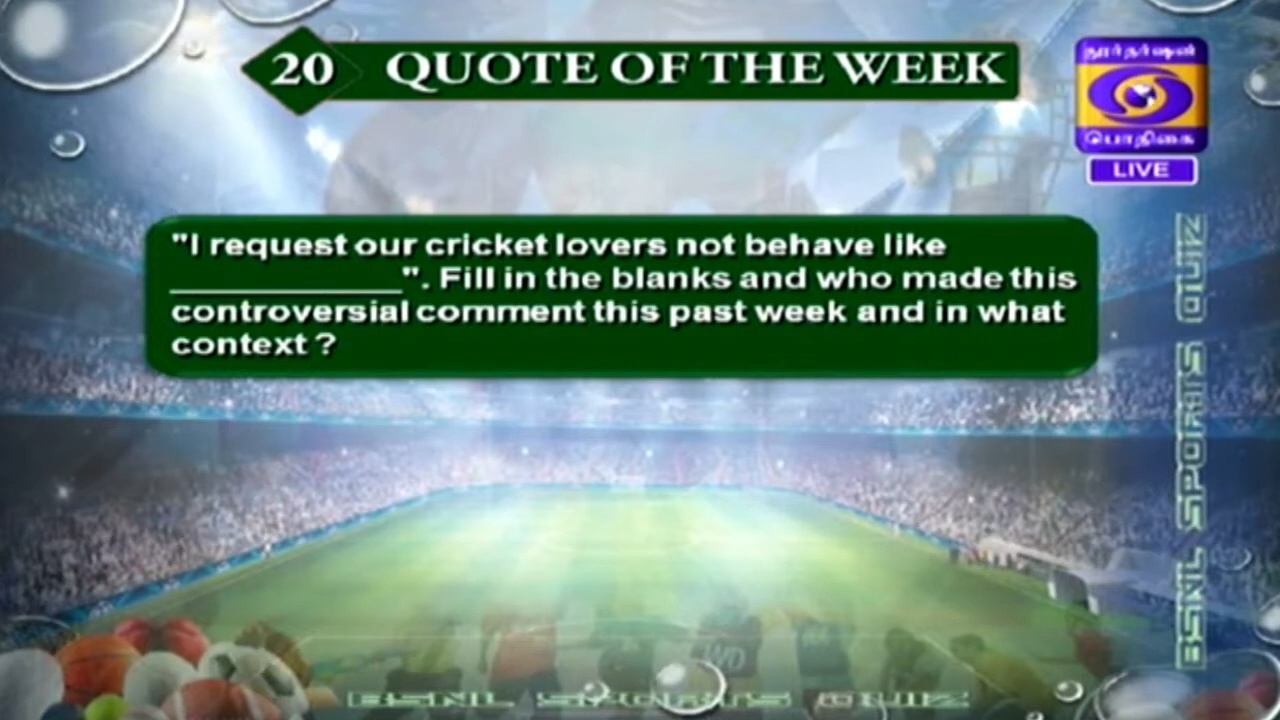 20 QUOTE OF THE WEEK
தூர்தர்ஷன்
பொதிகை
LIVE
"I request our cricket lovers not behave like
____________". Fill in the blanks and who made this
controversial comment this past week and in what
context ?
BSNL SPORTS QUIZ
BSNL SPORTS QUIZ